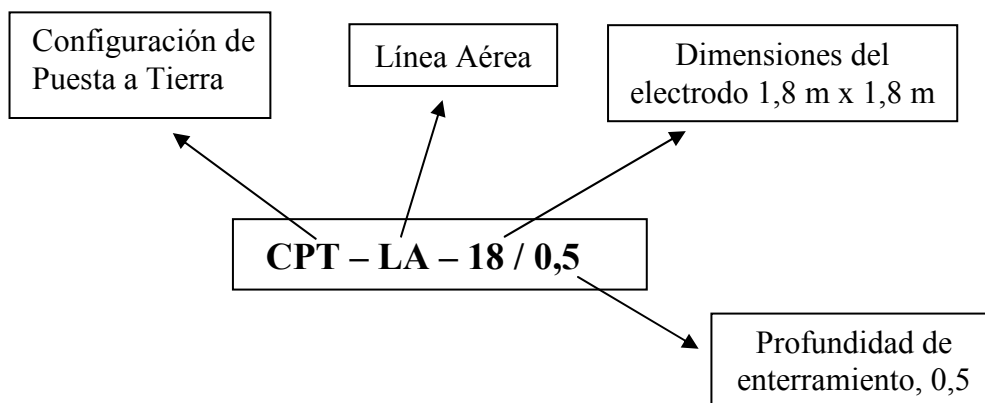 Configuración de
Puesta a Tierra
Línea Aérea
Dimensiones del
electrodo 1,8 m x 1,8 m
CPT – LA – 18 / 0,5
Profundidad de
enterramiento, 0,5